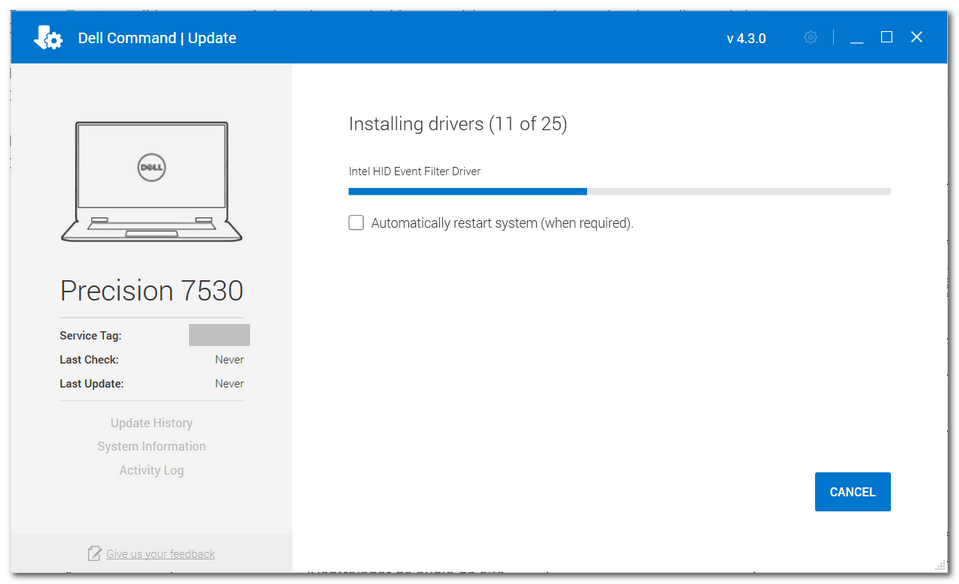 Dell Command | Update
v 4.3.0
DELL
Precision 7530
Service Tag:
Last Check: Never
Last Update: Never
Update History
System Information
Activity Log
Give us your feedback
Installing drivers (11 of 25)
Intel HID Event Filter Driver
Automatically restart system (when required).
CANCEL